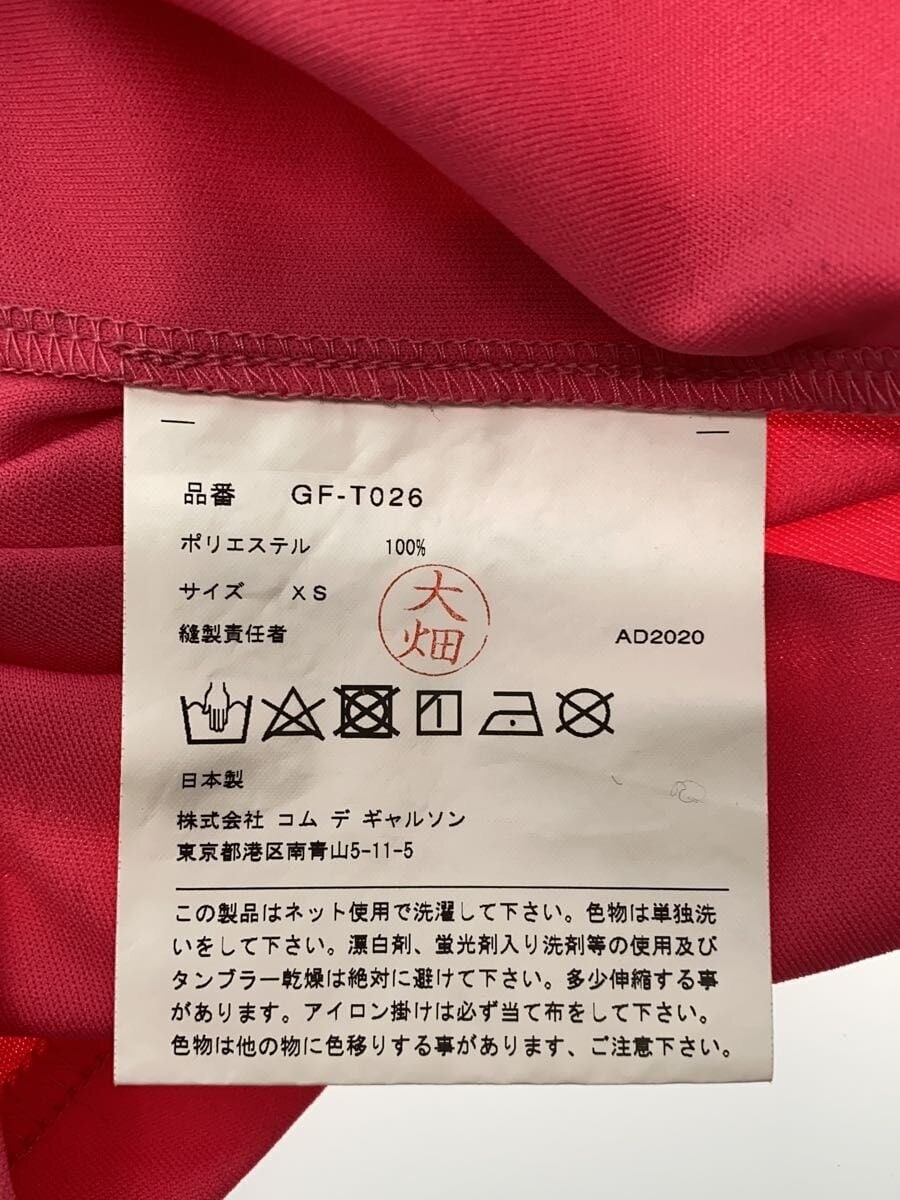 品番 GF-T026
ポリエステル 100%
サイズ XS
大畑
縫製責任者 AD2020
日本製
株式会社 コム デ ギャルソン
東京都港区南青山5-11-5
この製品はネット使用で洗濯して下さい。色物は単独洗
いをして下さい。漂白剤、蛍光剤入り洗剤等の使用及び
タンブラー乾燥は絶対に避けて下さい。多少伸縮する事
があります。アイロン掛けは必ず当て布をして下さい。
色物は他の物に色移りする事があります、ご注意下さい。